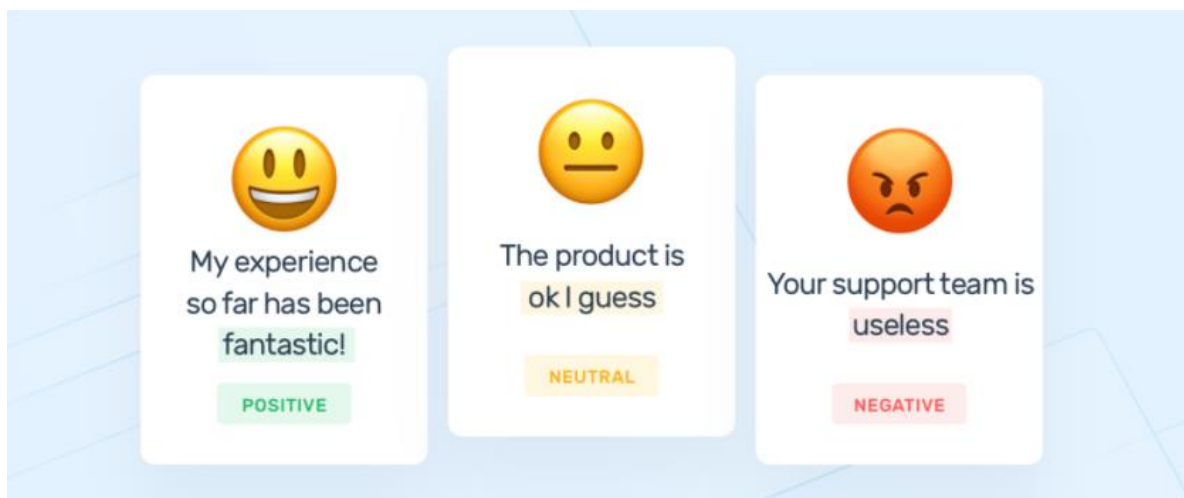 My experience
so far has been
fantastic!
POSITIVE
The product is
ok I guess
NEUTRAL
Your support team is
useless
NEGATIVE